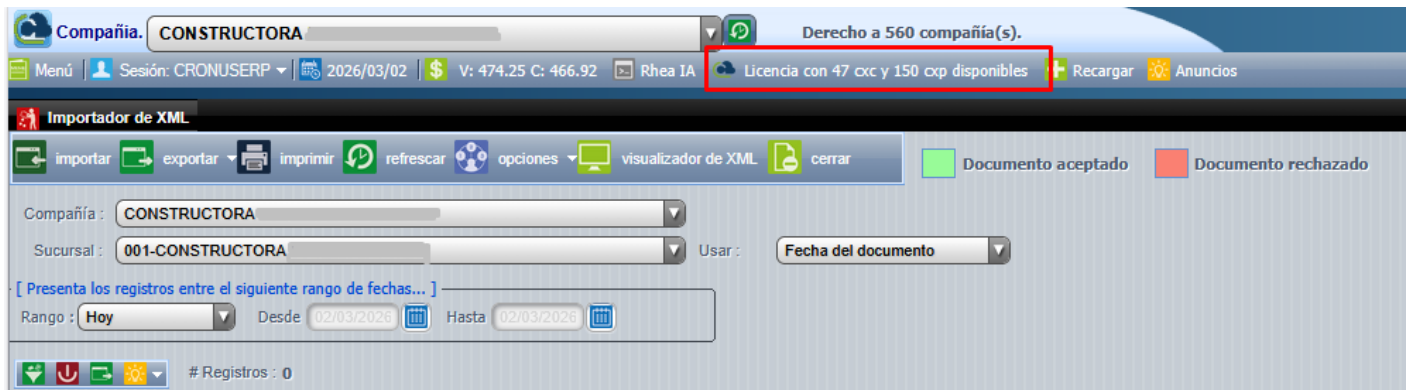 Compañia. CONSTRUCTORA Derecho a 560 compañía(s).
Menú Sesión: CRONUSERP 2026/03/02 $ V: 474.25 C: 466.92 Rhea IA Licencia con 47 cxc y 150 cxp disponibles Recargar Anuncios
Importador de XML
importar exportar imprimir refrescar opciones visualizador de XML cerrar Documento aceptado Documento rechazado
Compañía : CONSTRUCTORA
Sucursal : 001-CONSTRUCTORA Usar : Fecha del documento
[ Presenta los registros entre el siguiente rango de fechas... ]
Rango : Hoy Desde 02/03/2026 Hasta 02/03/2026
# Registros : 0